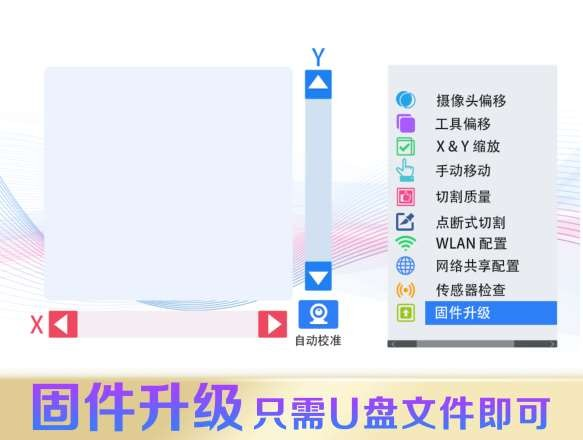 Y
X
自动校准
摄像头偏移
工具偏移
X & Y 缩放
手动移动
切割质量
点断式切割
WLAN 配置
网络共享配置
传感器检查
固件升级
固件升级 只需U盘文件即可